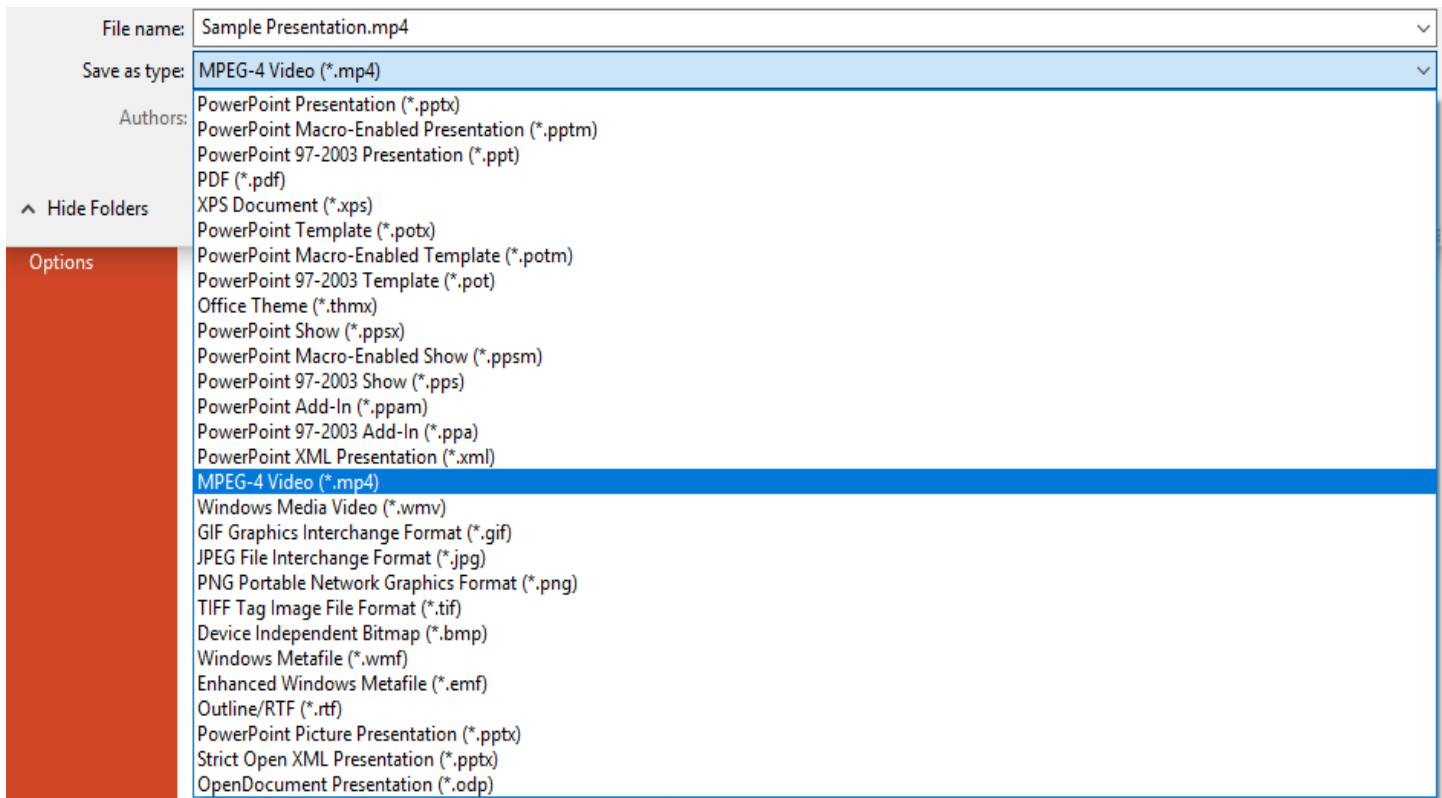 File name: Sample Presentation.mp4
Save as type: MPEG-4 Video (*.mp4)
Authors:
PowerPoint Presentation (*.pptx)
PowerPoint Macro-Enabled Presentation (*.pptm)
PowerPoint 97-2003 Presentation (*.ppt)
PDF (*.pdf)
XPS Document (*.xps)
Hide Folders
PowerPoint Template (*.potx)
PowerPoint Macro-Enabled Template (*.potm)
Options
PowerPoint 97-2003 Template (*.pot)
Office Theme (*.thmx)
PowerPoint Show (*.ppsx)
PowerPoint Macro-Enabled Show (*.ppsm)
PowerPoint 97-2003 Show (*.pps)
PowerPoint Add-In (*.ppam)
PowerPoint 97-2003 Add-In (*.ppa)
PowerPoint XML Presentation (*.xml)
MPEG-4 Video (*.mp4)
Windows Media Video (*.wmv)
GIF Graphics Interchange Format (*.gif)
JPEG File Interchange Format (*.jpg)
PNG Portable Network Graphics Format (*.png)
TIFF Tag Image File Format (*.tif)
Device Independent Bitmap (*.bmp)
Windows Metafile (*.wmf)
Enhanced Windows Metafile (*.emf)
Outline/RTF (*.rtf)
PowerPoint Picture Presentation (*.pptx)
Strict Open XML Presentation (*.pptx)
OpenDocument Presentation (*.odp)